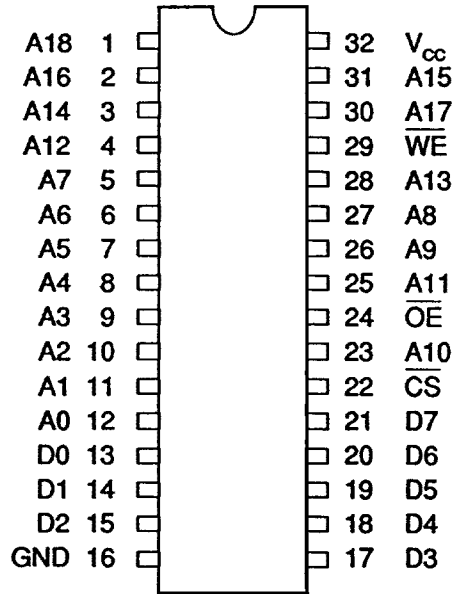 A18 1 32 Vcc
A16 2 31 A15
A14 3 30 A17
A12 4 29 W̅E̅
A7 5 28 A13
A6 6 27 A8
A5 7 26 A9
A4 8 25 A11
A3 9 24 O̅E̅
A2 10 23 A10
A1 11 22 C̅S̅
A0 12 21 D7
D0 13 20 D6
D1 14 19 D5
D2 15 18 D4
GND 16 17 D3